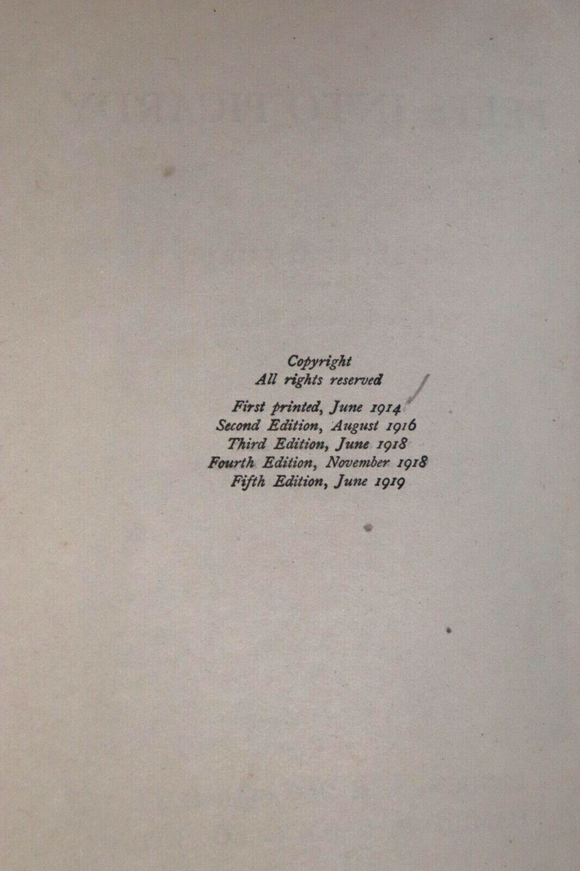 Copyright
All rights reserved
First printed, June 1914
Second Edition, August 1916
Third Edition, June 1918
Fourth Edition, November 1918
Fifth Edition, June 1919